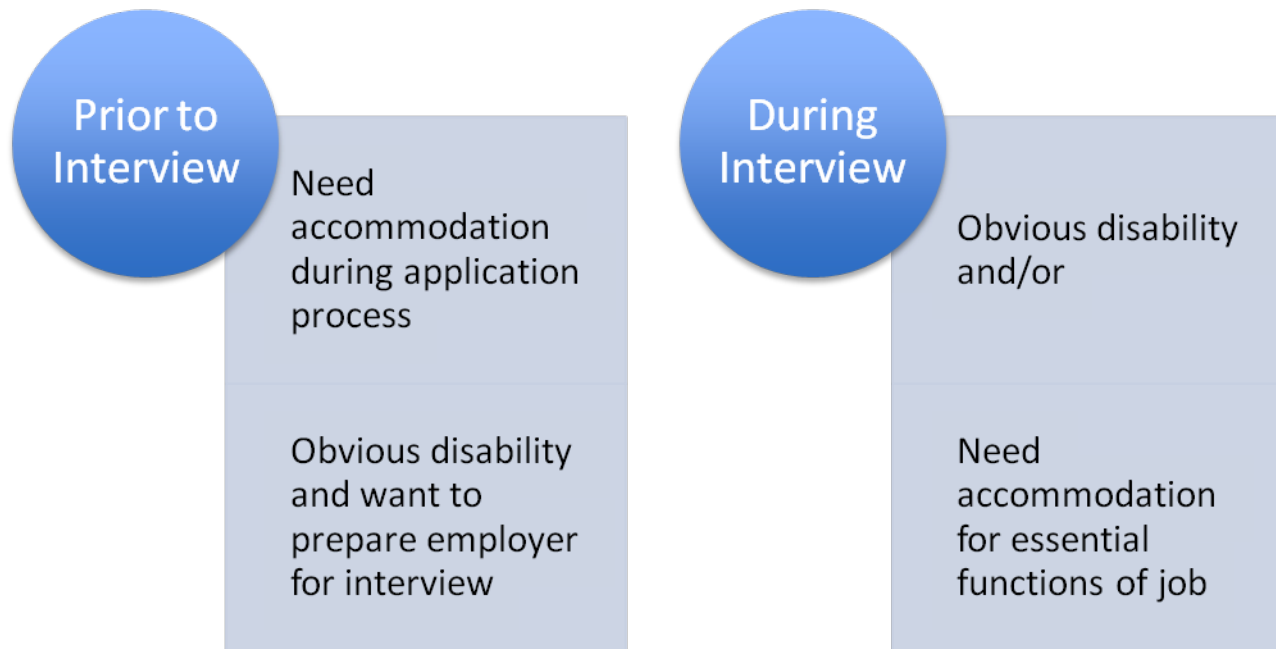 Prior to
Interview
Need
accommodation
during application
process
Obvious disability
and want to
prepare employer
for interview
During
Interview
Obvious disability
and/or
Need
accommodation
for essential
functions of job